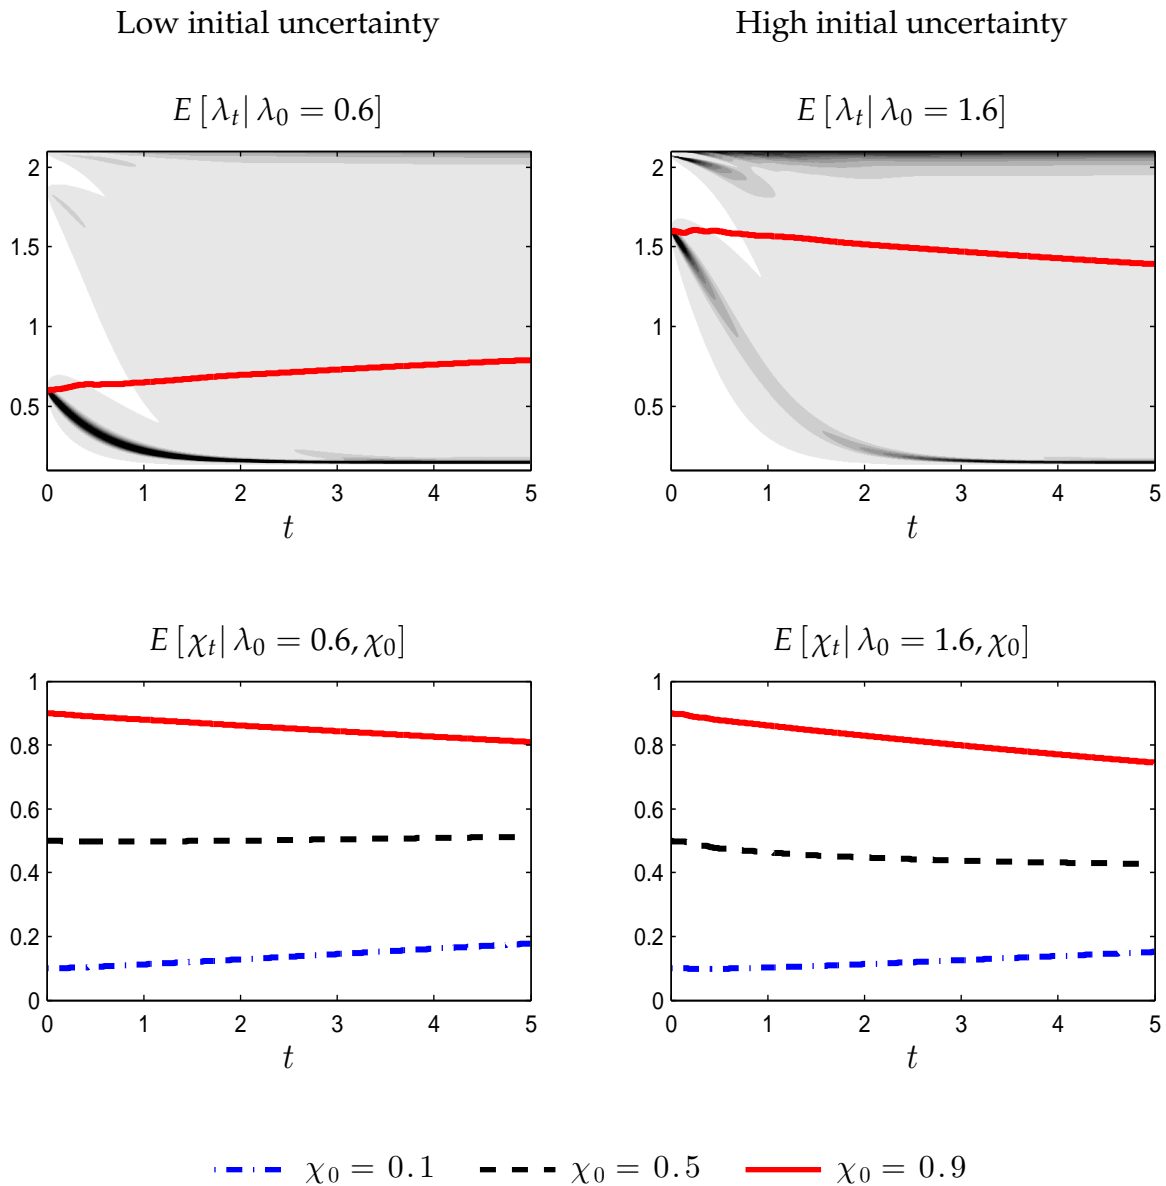 Low initial uncertainty
High initial uncertainty
E [λt| λ0 = 0.6]
E [λt| λ0 = 1.6]
2
1.5
1
0.5
0 1 2 3 4 5
t
2
1.5
1
0.5
0 1 2 3 4 5
t
E [χt| λ0 = 0.6, χ0]
E [χt| λ0 = 1.6, χ0]
1
0.8
0.6
0.4
0.2
0
0 1 2 3 4 5
t
1
0.8
0.6
0.4
0.2
0
0 1 2 3 4 5
t
χ0 = 0.1 χ0 = 0.5 χ0 = 0.9